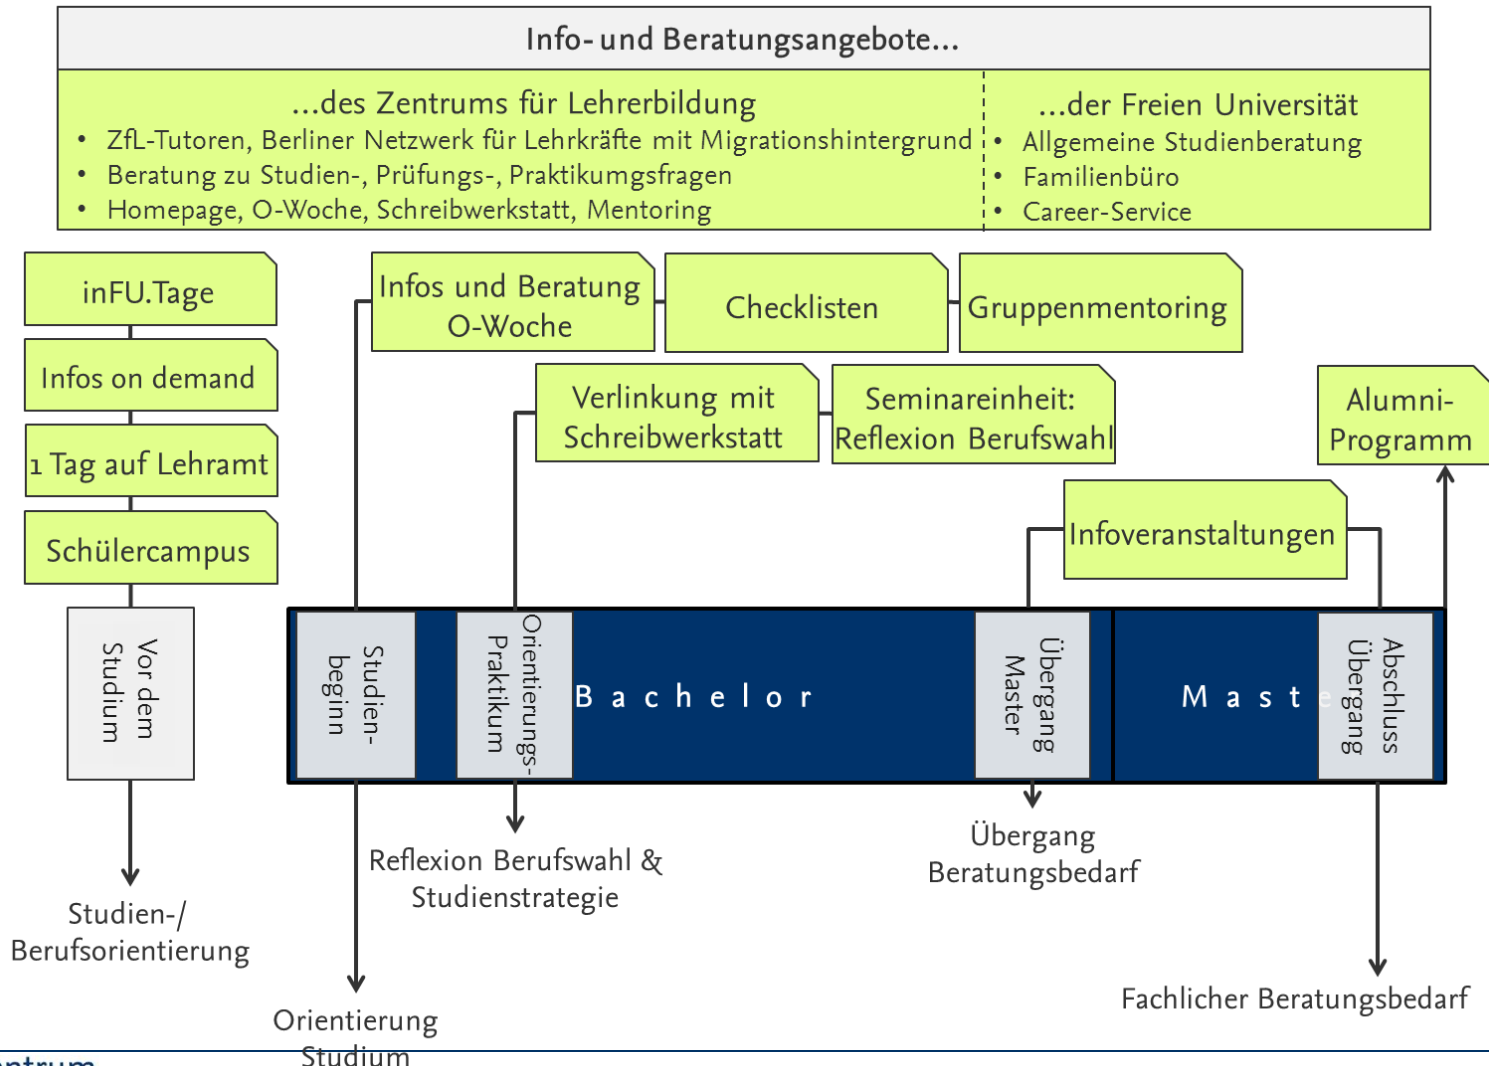 Info- und Beratungsangebote...
...des Zentrums für Lehrerbildung
• ZfL-Tutoren, Berliner Netzwerk für Lehrkräfte mit Migrationshintergrund
• Beratung zu Studien-, Prüfungs-, Praktikumgsfragen
• Homepage, O-Woche, Schreibwerkstatt, Mentoring
...der Freien Universität
• Allgemeine Studienberatung
• Familienbüro
• Career-Service
inFU.Tage
Infos on demand
1 Tag auf Lehramt
Schülercampus
Infos und Beratung
O-Woche
Checklisten
Gruppenmentoring
Verlinkung mit
Schreibwerkstatt
Seminareinheit:
Reflexion Berufswahl
Alumni-
Programm
Infoveranstaltungen
Vor dem
Studium
Studien-
beginn
Orientierungs-
Praktikum
Bachelor
Übergang
Master
Maste
Abschluss
Übergang
Studien-/
Berufsorientierung
Reflexion Berufswahl &
Studienstrategie
Orientierung
Studium
Übergang
Beratungsbedarf
Fachlicher Beratungsbedarf